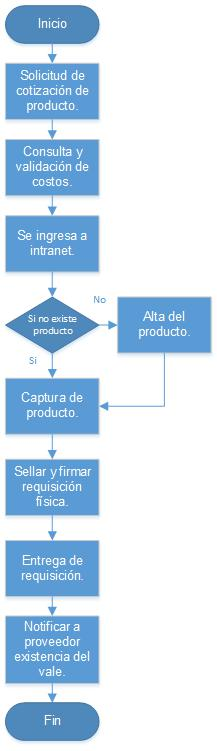 Inicio
Solicitud de
cotización de
producto.
Consulta y
validación de
costos.
Se ingresa a
intranet.
Si no existe
producto
No
Alta del
producto.
Sí
Captura de
producto.
Sellar y firmar
requisición
física.
Entrega de
requisición.
Notificar a
proveedor
existencia del
vale.
Fin